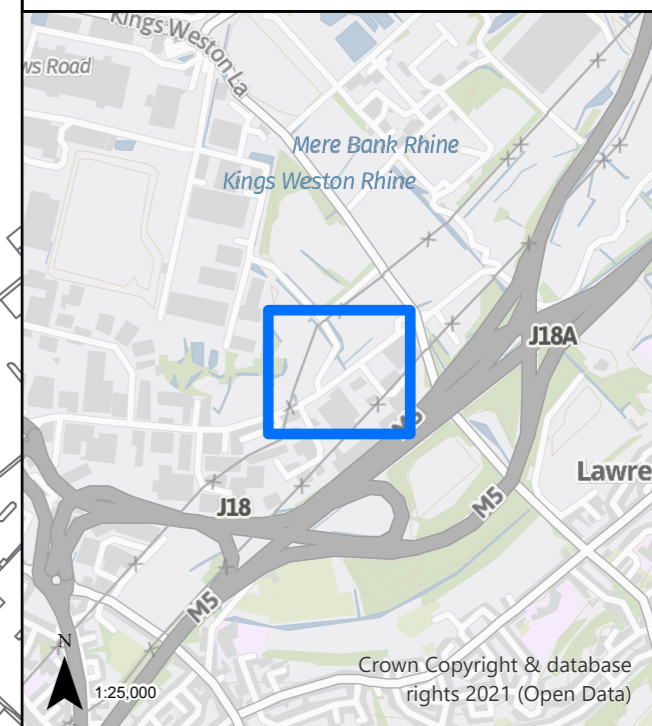 Kings Weston La
ws Road
Mere Bank Rhine
Kings Weston Rhine
J18A
M5
Lawre
J18
M5
M5
N
1:25,000
Crown Copyright & database
rights 2021 (Open Data)